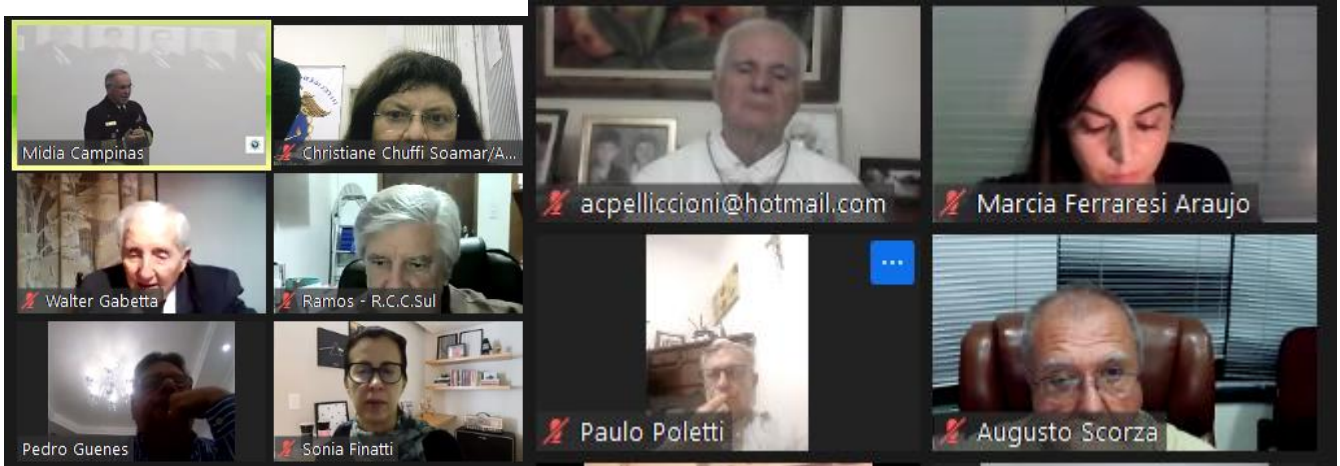 Midia Campinas
Christiane Chuffi Soamar/A...
Walter Gabetta
Ramos - R.C.C.Sul
Pedro Guenes
Sonia Finatti
acpelliccioni@hotmail.com
Marcia Ferraresi Araujo
Paulo Poletti
Augusto Scorza